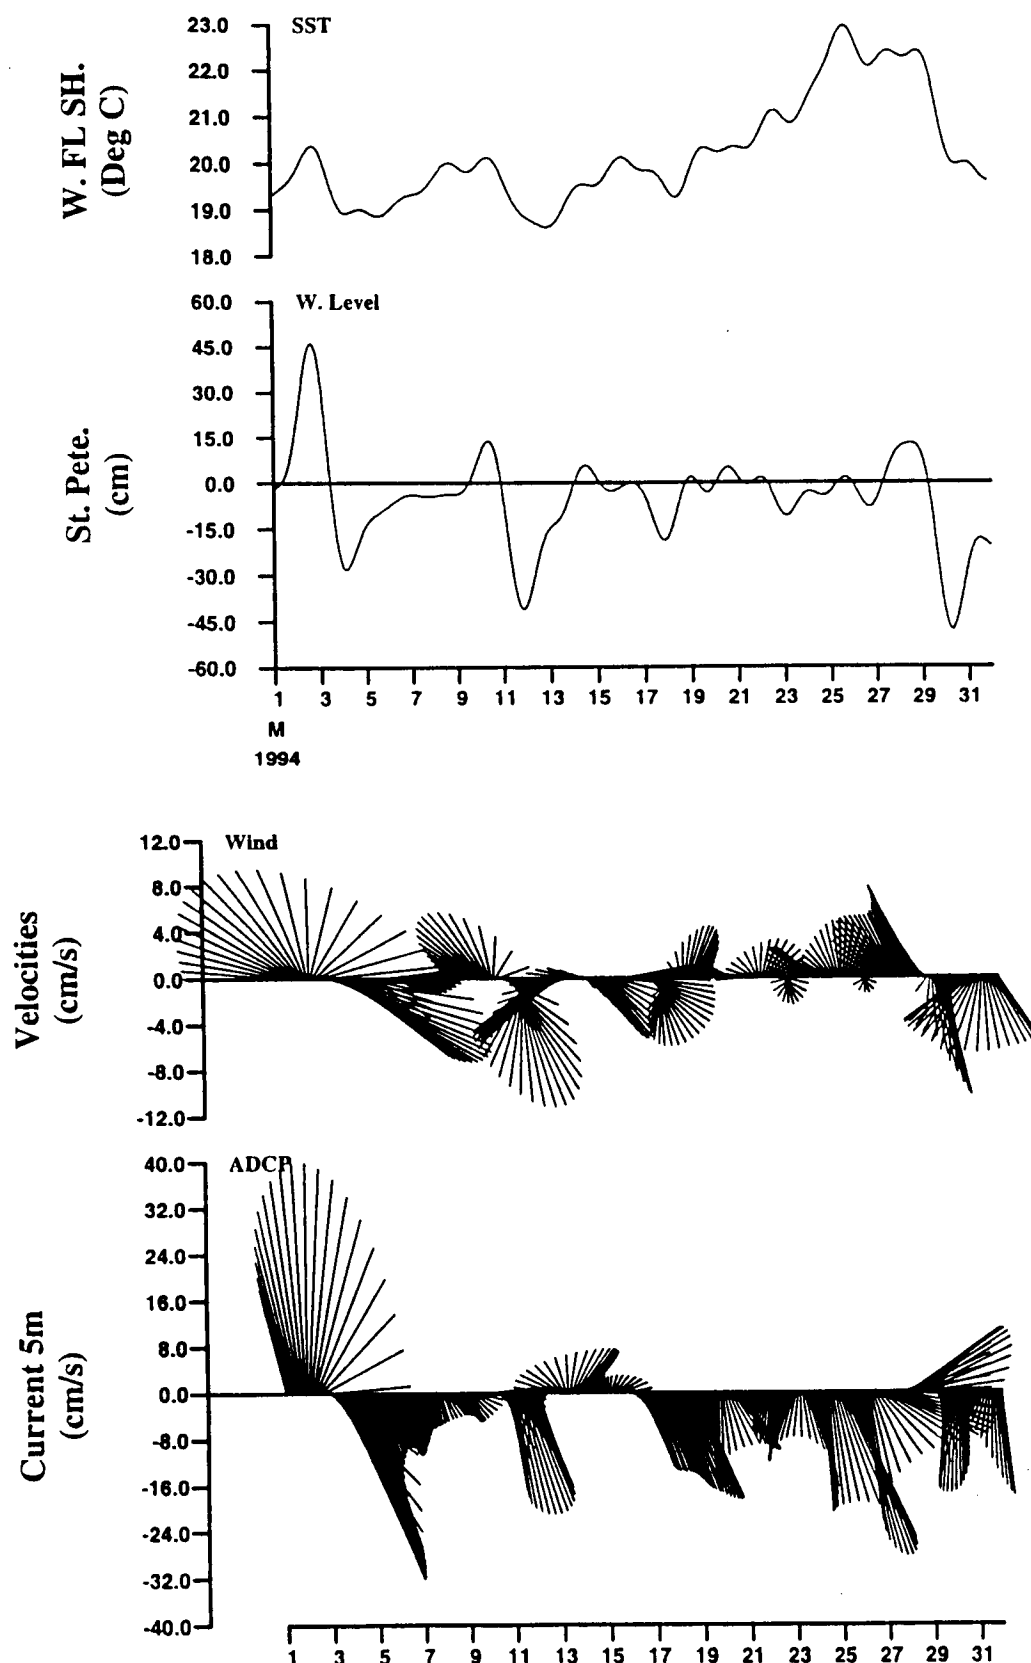 SST
W. FL SH.
(Deg C)
23.0
22.0
21.0
20.0
19.0
18.0
W. Level
St. Pete.
(cm)
60.0
45.0
30.0
15.0
0.0
-15.0
-30.0
-45.0
-60.0
1 3 5 7 9 11 13 15 17 19 21 23 25 27 29 31
M
1994
Wind
Velocities
(cm/s)
12.0
8.0
4.0
0.0
-4.0
-8.0
-12.0
ADCP
Current 5m
(cm/s)
40.0
32.0
24.0
16.0
8.0
0.0
-8.0
-16.0
-24.0
-32.0
-40.0
1 3 5 7 9 11 13 15 17 19 21 23 25 27 29 31